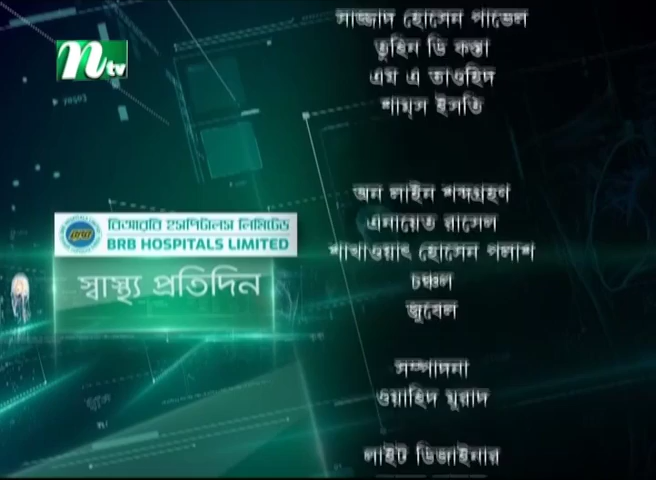 ntv
বিআরবি হসপিটালস লিমিটেড
BRB HOSPITALS LIMITED
স্বাস্থ্য প্রতিদিন
সাজ্জাদ হোসেন পাভেল
তুহিন ডি কস্তা
এম এ তাওহিদ
শামস্ ইসতি
অন লাইন শব্দগ্রহণ
এনায়েত রাসেল
শাখাওয়াৎ হোসেন পলাশ
চঞ্চল
জুবেল
সম্পাদনা
ওয়াহিদ মুরাদ
লাইট ডিজাইনার